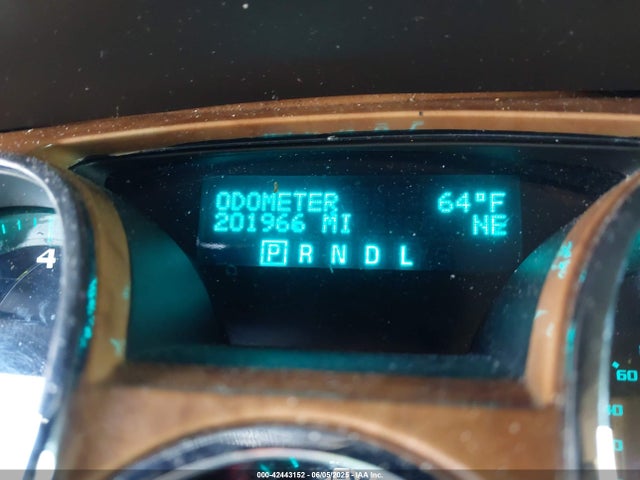 ODOMETER 64°F
201966 MI NE
P R N D L
4
60
000-42443152 - 06/05/2025 - IAA Inc.